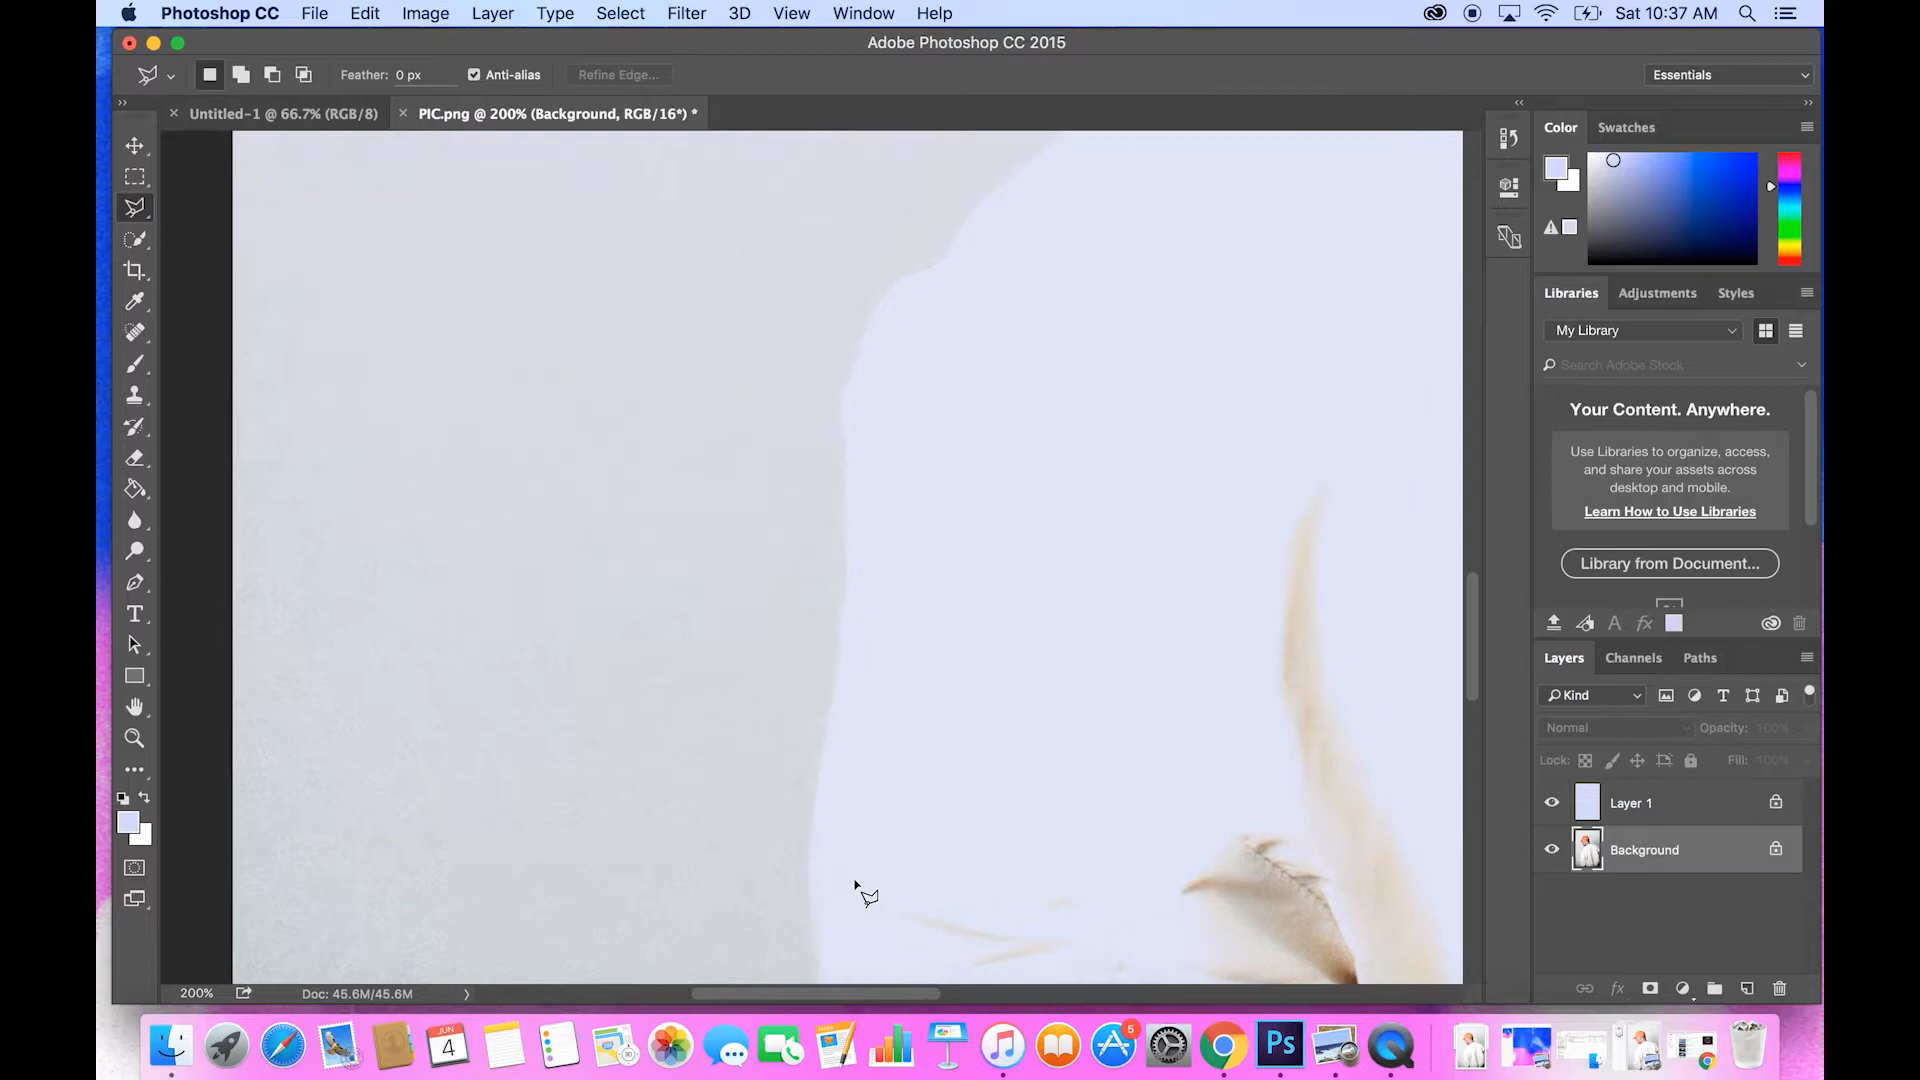 Photoshop CC File Edit Image Layer Type Select Filter 3D View Window Help Sat 10:37 AM
Adobe Photoshop CC 2015
Feather: 0 px Anti-alias Refine Edge... Essentials
Untitled-1 @ 66.7% (RGB/8) PIC.png @ 200% (Background, RGB/16*) *
Color Swatches
Libraries Adjustments Styles
My Library
Search Adobe Stock
Your Content. Anywhere.
Use Libraries to organize, access,
and share your assets across
desktop and mobile.
Learn How to Use Libraries
Library from Document...
Layers Channels Paths
Kind
Normal Opacity: 100%
Lock: Fill: 100%
Layer 1
Background
200% Doc: 45.6M/45.6M
JUN
4
5
Ps